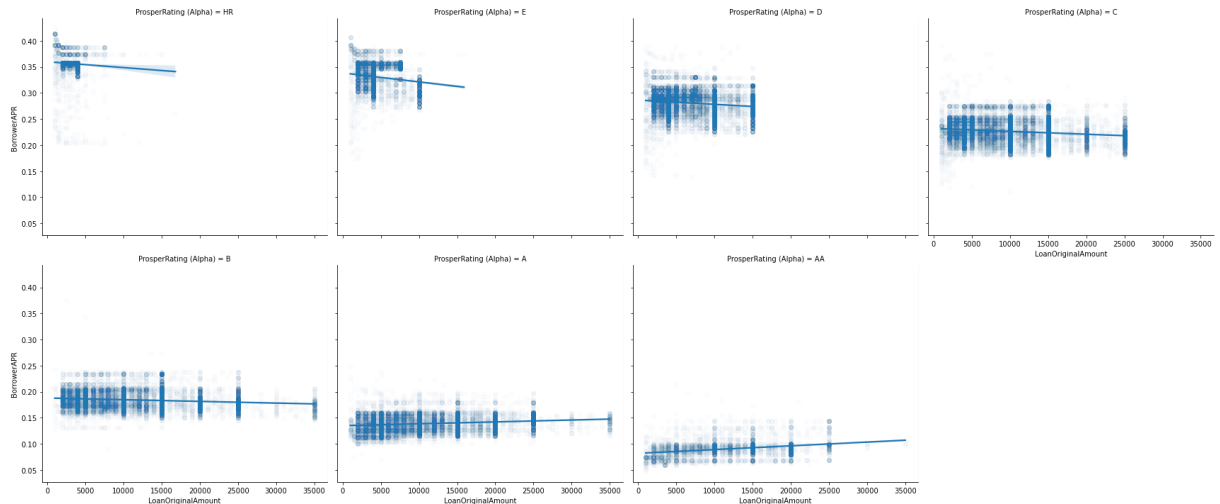 ProsperRating (Alpha) = HR
ProsperRating (Alpha) = E
ProsperRating (Alpha) = D
ProsperRating (Alpha) = C
BorrowerAPR
0.40
0.35
0.30
0.25
0.20
0.15
0.10
0.05
0 5000 10000 15000 20000 25000 30000 35000
LoanOriginalAmount
ProsperRating (Alpha) = B
ProsperRating (Alpha) = A
ProsperRating (Alpha) = AA
BorrowerAPR
0.40
0.35
0.30
0.25
0.20
0.15
0.10
0.05
0 5000 10000 15000 20000 25000 30000 35000
LoanOriginalAmount
0 5000 10000 15000 20000 25000 30000 35000
LoanOriginalAmount
0 5000 10000 15000 20000 25000 30000 35000
LoanOriginalAmount